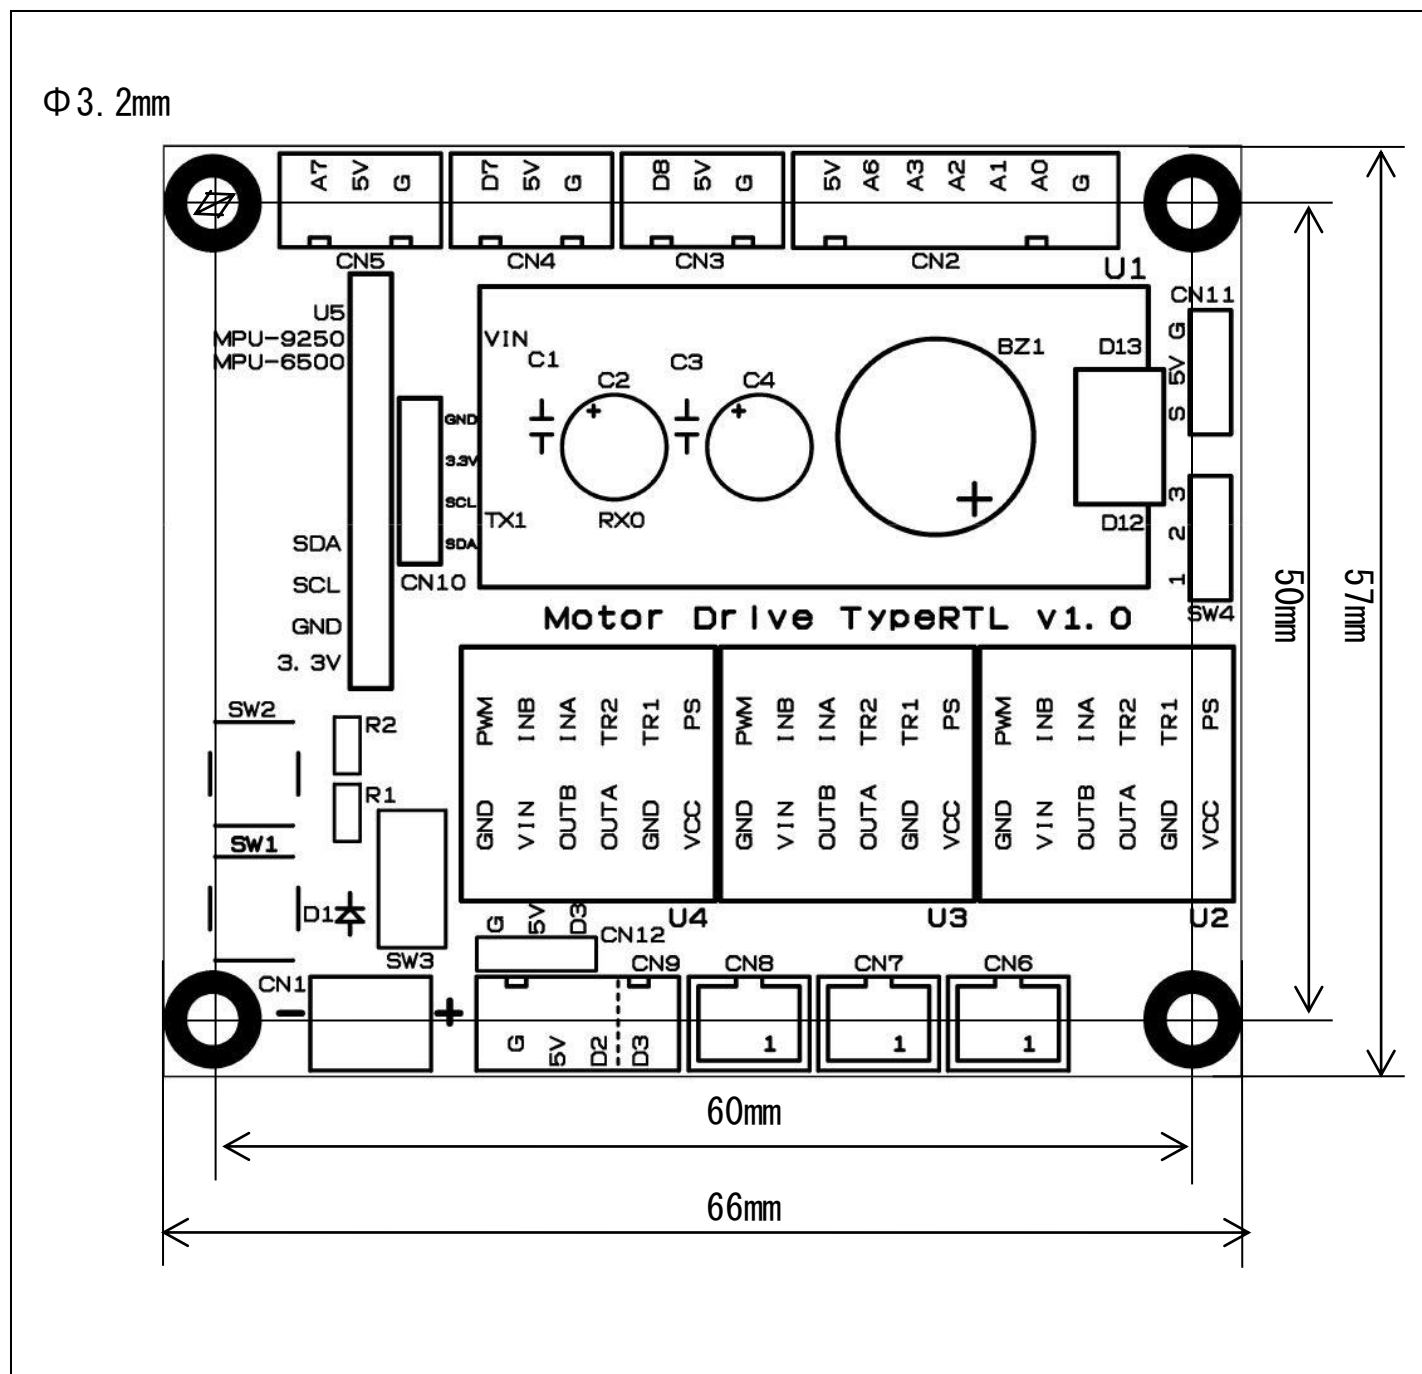 Φ3.2mm
A7 5V G
D7 5V G
D8 5V G
5V A6 A3 A2 A1 A0 G
CN5
CN4
CN3
CN2
U1
CN11
G
5V
S
U5
MPU-9250
MPU-6500
VIN
C1
C2
C3
C4
BZ1
D13
GND
3.3V
SCL
SDA
TX1
RX0
D12
3
2
1
SW4
CN10
SDA
SCL
GND
3.3V
Motor Drive TypeRTL v1.0
50mm
57mm
SW2
R2
R1
SW1
D1
SW3
PWM INB INA TR2 TR1 PS
GND VIN OUTB OUTA GND VCC
U4
PWM INB INA TR2 TR1 PS
GND VIN OUTB OUTA GND VCC
U3
PWM INB INA TR2 TR1 PS
GND VIN OUTB OUTA GND VCC
U2
G 5V D3
CN12
CN1
− +
CN9
G 5V D2 D3
CN8
1
CN7
1
CN6
1
60mm
66mm